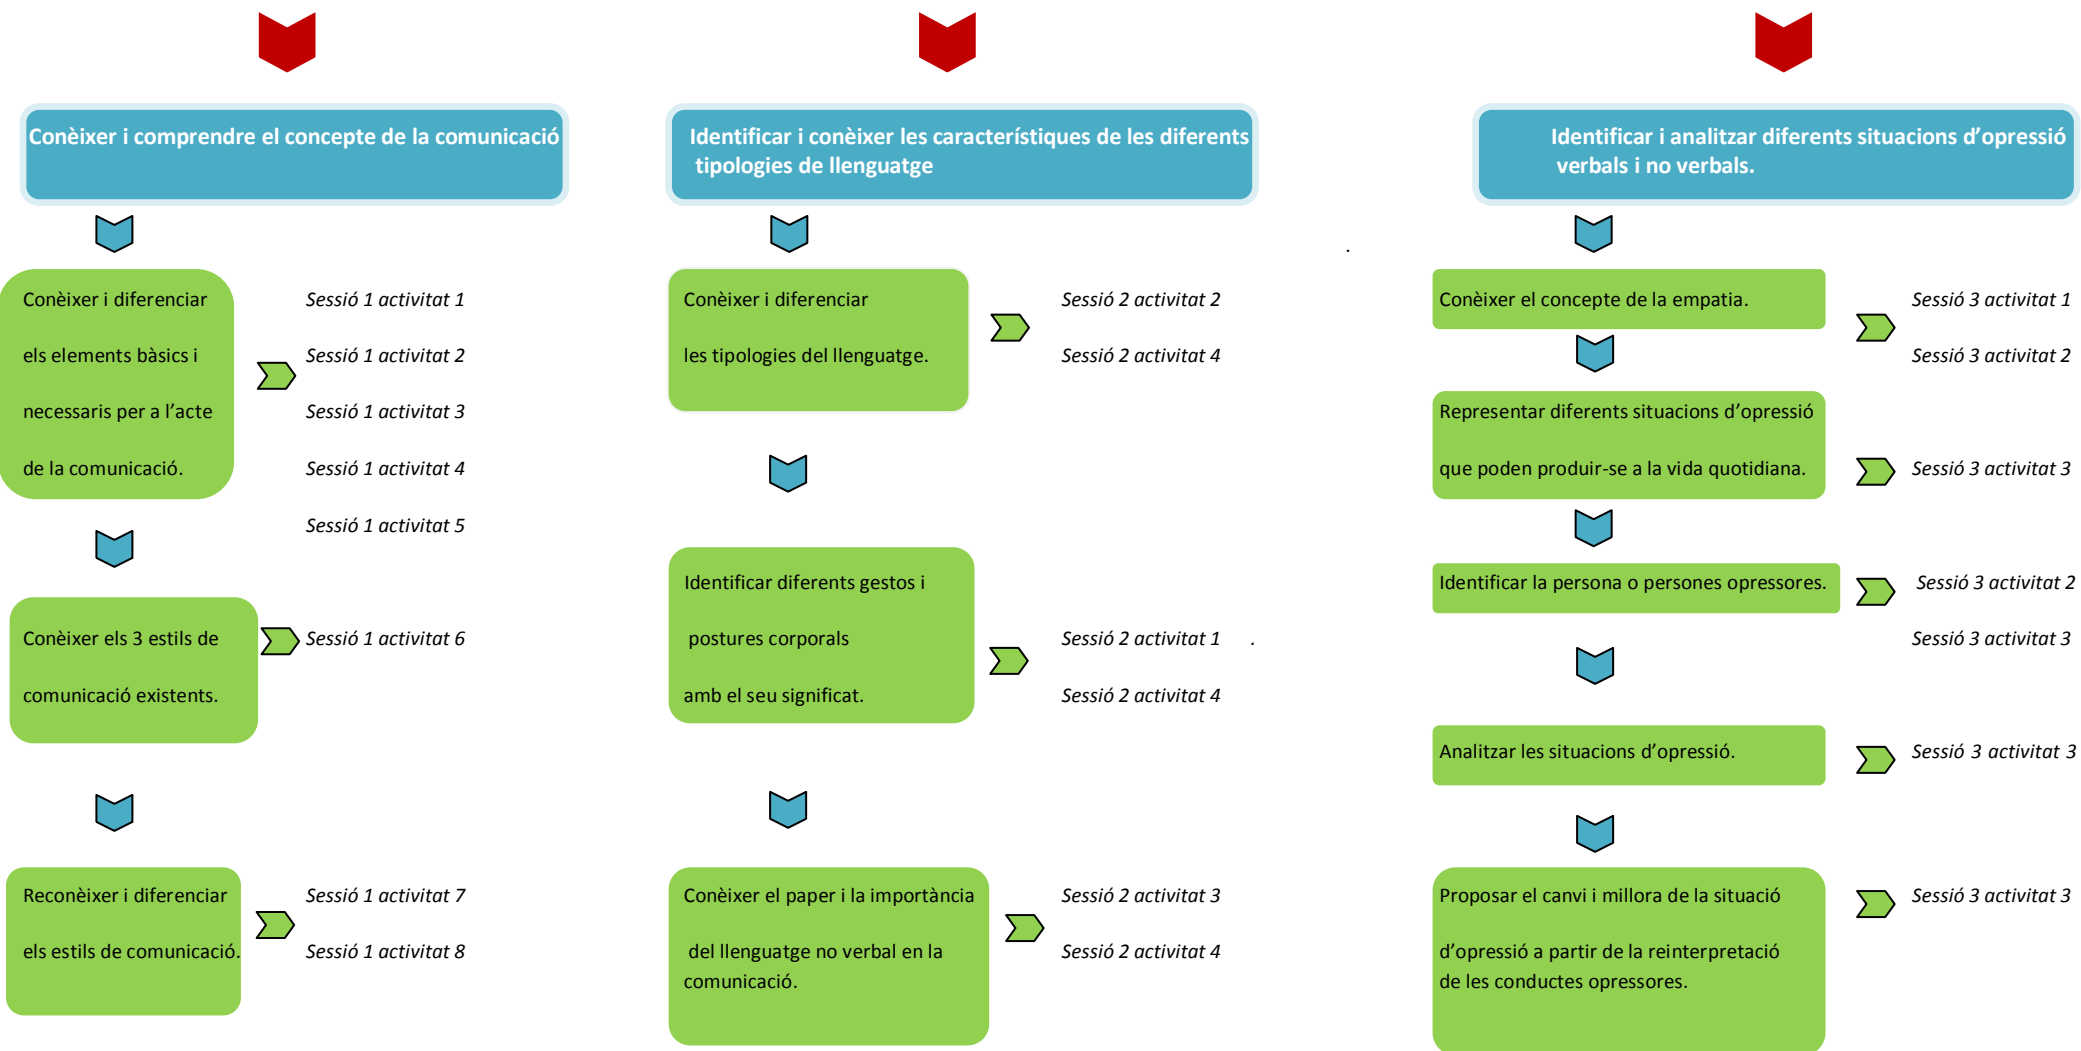 Conèixer i comprendre el concepte de la comunicació
Conèixer i diferenciar
els elements bàsics i
necessaris per a l'acte
de la comunicació.
Sessió 1 activitat 1
Sessió 1 activitat 2
Sessió 1 activitat 3
Sessió 1 activitat 4
Sessió 1 activitat 5
Conèixer els 3 estils de
comunicació existents.
Sessió 1 activitat 6
Reconèixer i diferenciar
els estils de comunicació.
Sessió 1 activitat 7
Sessió 1 activitat 8
Identificar i conèixer les característiques de les diferents
tipologies de llenguatge
Conèixer i diferenciar
les tipologies del llenguatge.
Sessió 2 activitat 2
Sessió 2 activitat 4
Identificar diferents gestos i
postures corporals
amb el seu significat.
Sessió 2 activitat 1 .
Sessió 2 activitat 4
Conèixer el paper i la importància
del llenguatge no verbal en la
comunicació.
Sessió 2 activitat 3
Sessió 2 activitat 4
.
Identificar i analitzar diferents situacions d'opressió
verbals i no verbals.
Conèixer el concepte de la empatia.
Sessió 3 activitat 1
Sessió 3 activitat 2
Representar diferents situacions d'opressió
que poden produir-se a la vida quotidiana.
Sessió 3 activitat 3
Identificar la persona o persones opressores.
Sessió 3 activitat 2
Sessió 3 activitat 3
Analitzar les situacions d'opressió.
Sessió 3 activitat 3
Proposar el canvi i millora de la situació
d'opressió a partir de la reinterpretació
de les conductes opressores.
Sessió 3 activitat 3